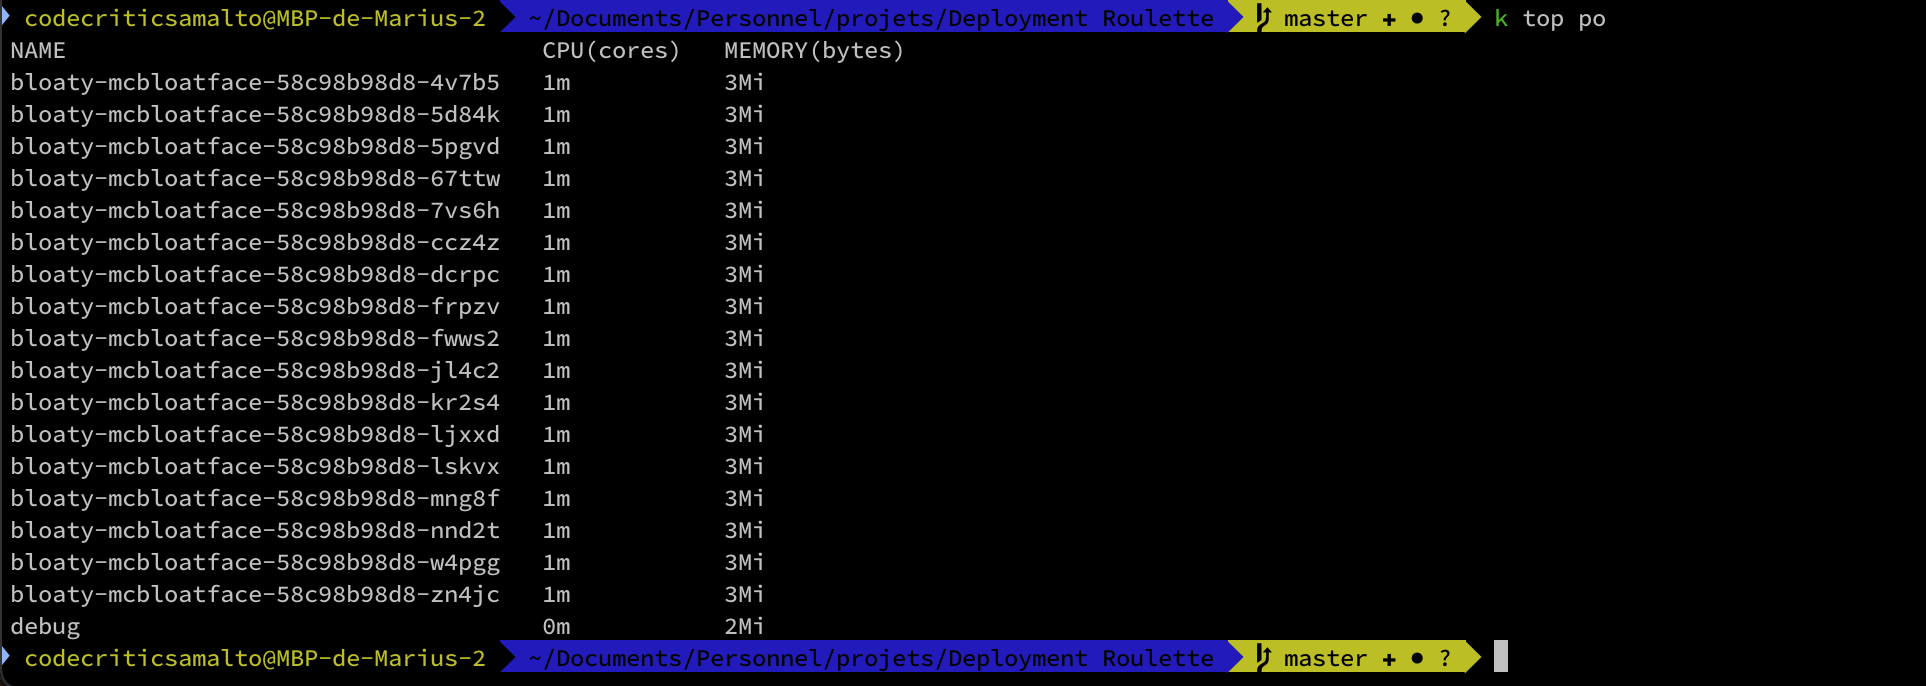 codecriticsamalto@MBP-de-Marius-2 ~/Documents/Personnel/projets/Deployment Roulette master ✚ ● ? k top po
NAME CPU(cores) MEMORY(bytes)
bloaty-mcbloatface-58c98b98d8-4v7b5 1m 3Mi
bloaty-mcbloatface-58c98b98d8-5d84k 1m 3Mi
bloaty-mcbloatface-58c98b98d8-5pgvd 1m 3Mi
bloaty-mcbloatface-58c98b98d8-67ttw 1m 3Mi
bloaty-mcbloatface-58c98b98d8-7vs6h 1m 3Mi
bloaty-mcbloatface-58c98b98d8-ccz4z 1m 3Mi
bloaty-mcbloatface-58c98b98d8-dcrpc 1m 3Mi
bloaty-mcbloatface-58c98b98d8-frpzv 1m 3Mi
bloaty-mcbloatface-58c98b98d8-fwws2 1m 3Mi
bloaty-mcbloatface-58c98b98d8-jl4c2 1m 3Mi
bloaty-mcbloatface-58c98b98d8-kr2s4 1m 3Mi
bloaty-mcbloatface-58c98b98d8-ljxxd 1m 3Mi
bloaty-mcbloatface-58c98b98d8-lskvx 1m 3Mi
bloaty-mcbloatface-58c98b98d8-mng8f 1m 3Mi
bloaty-mcbloatface-58c98b98d8-nnd2t 1m 3Mi
bloaty-mcbloatface-58c98b98d8-w4pgg 1m 3Mi
bloaty-mcbloatface-58c98b98d8-zn4jc 1m 3Mi
debug 0m 2Mi
codecriticsamalto@MBP-de-Marius-2 ~/Documents/Personnel/projets/Deployment Roulette master ✚ ● ?